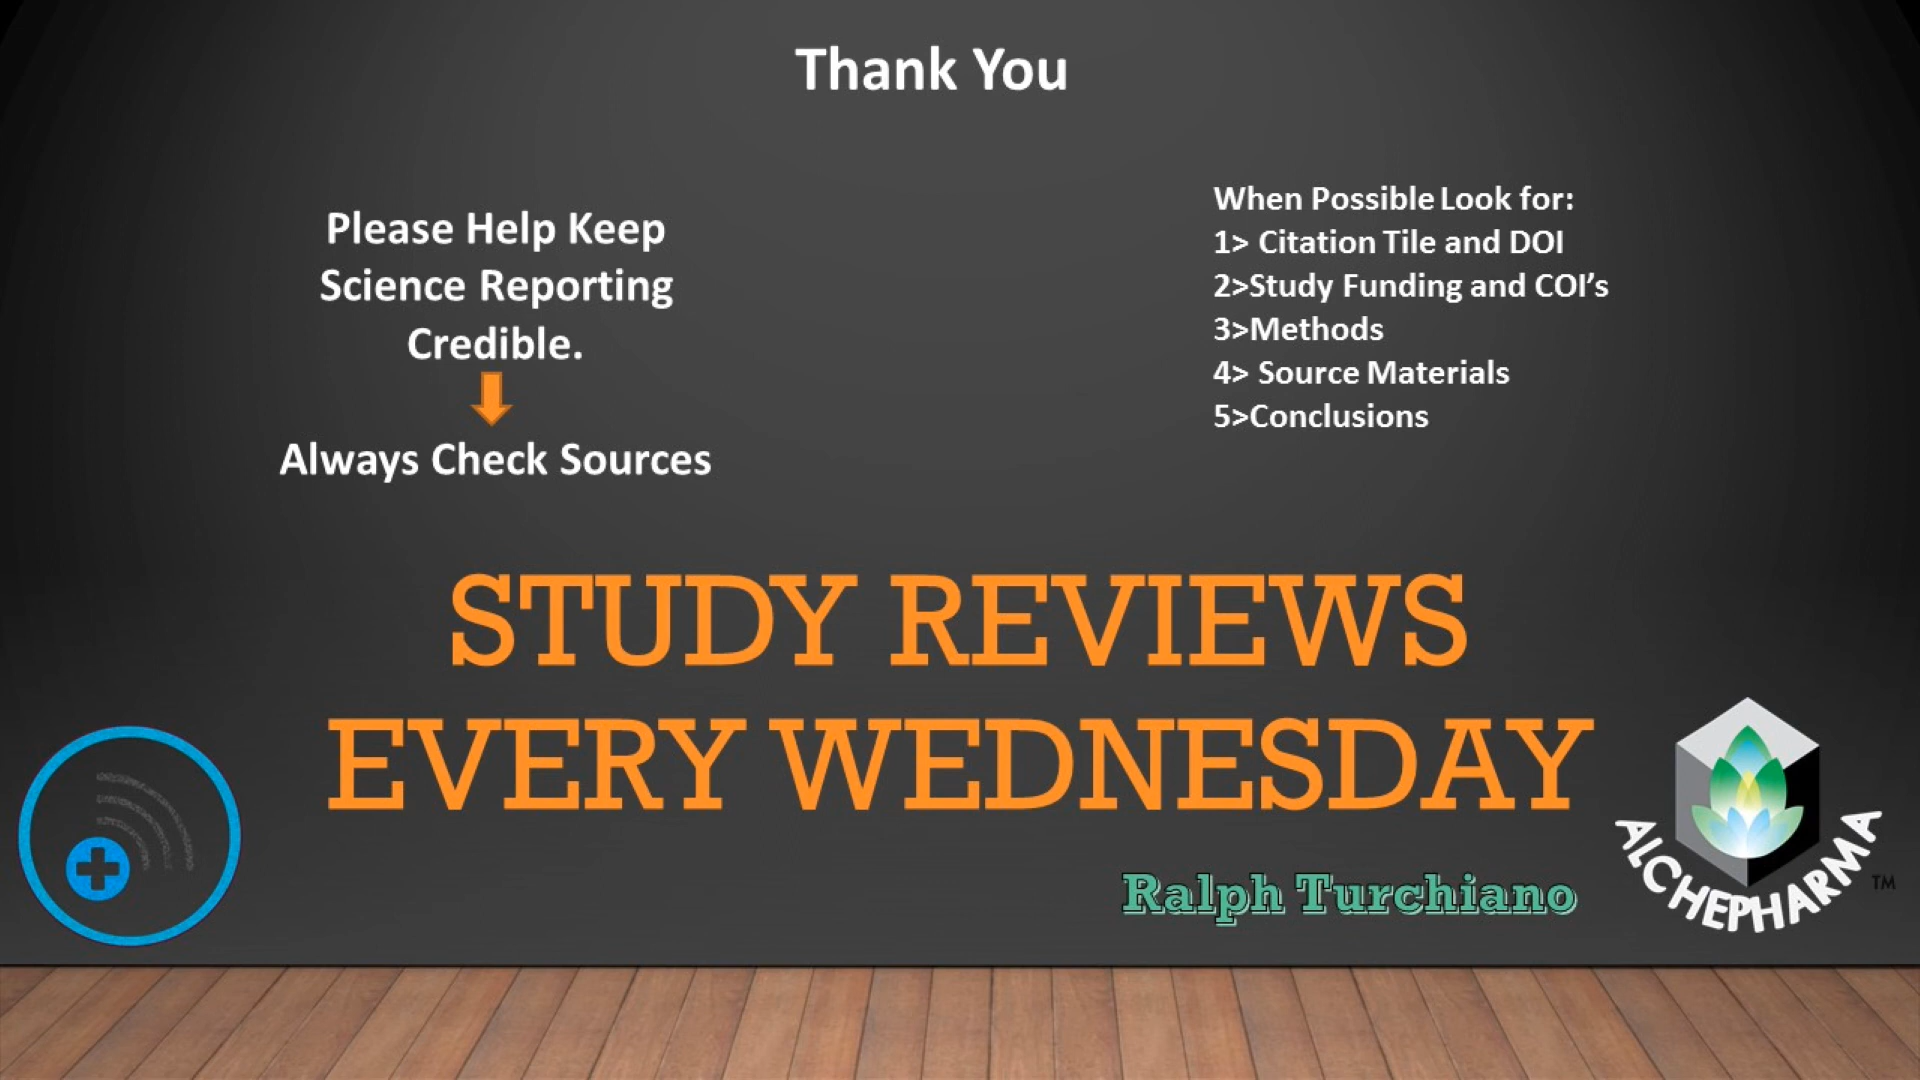 Thank You
Please Help Keep
Science Reporting
Credible.
Always Check Sources
When Possible Look for:
1> Citation Tile and DOI
2>Study Funding and COI’s
3>Methods
4> Source Materials
5>Conclusions
STUDY REVIEWS
EVERY WEDNESDAY
Ralph Turchiano
ALCHEPHARMA
TM